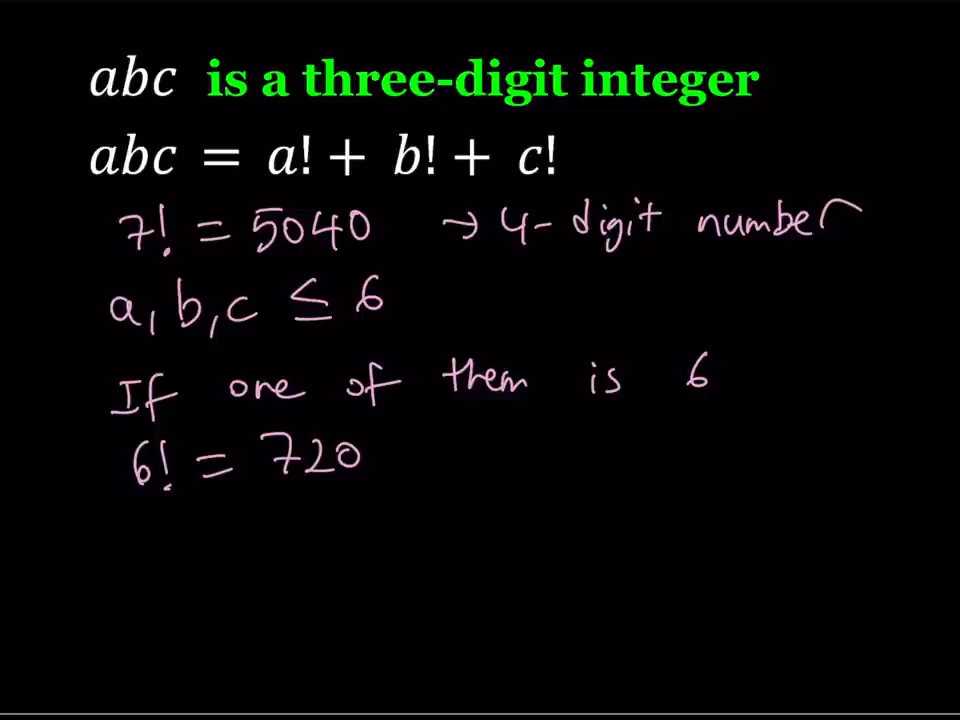 abc is a three-digit integer
abc = a! + b! + c!
7! = 5040 → 4-digit number
a, b, c ≤ 6
If one of them is 6
6! = 720